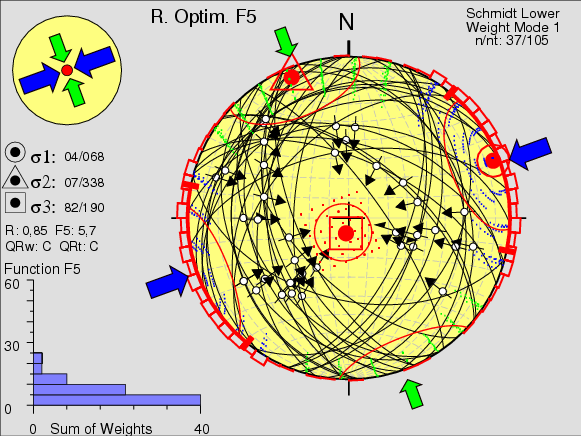 R. Optim. F5
N
Schmidt Lower
Weight Mode 1
n/nt: 37/105
σ1: 04/068
σ2: 07/338
σ3: 82/190
R: 0,85 F5: 5,7
QRw: C QRt: C
Function F5
60
30
0
0 Sum of Weights 40